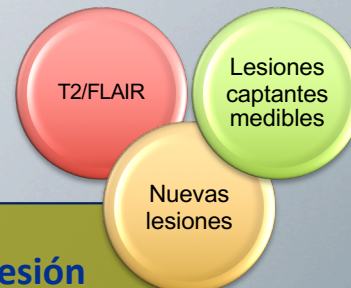 T2/FLAIR
Lesiones
captantes
medibles
Nuevas
lesiones
esión